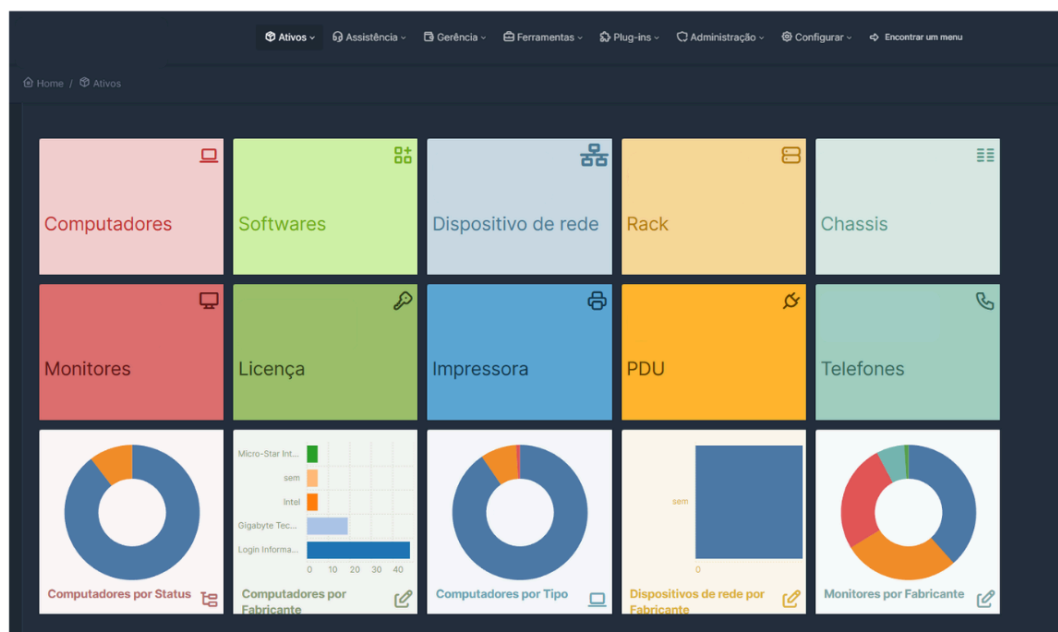 Ativos Assistência Gerência Ferramentas Plug-ins Administração Configurar Encontrar um menu
Home / Ativos
Computadores
Softwares
Dispositivo de rede
Rack
Chassis
Monitores
Licença
Impressora
PDU
Telefones
Computadores por Status
Micro-Star Int...
sem
Intel
Gigabyte Tec...
Login Informa...
0 10 20 30 40
Computadores por
Fabricante
Computadores por Tipo
sem
0
Dispositivos de rede por
Fabricante
Monitores por Fabricante